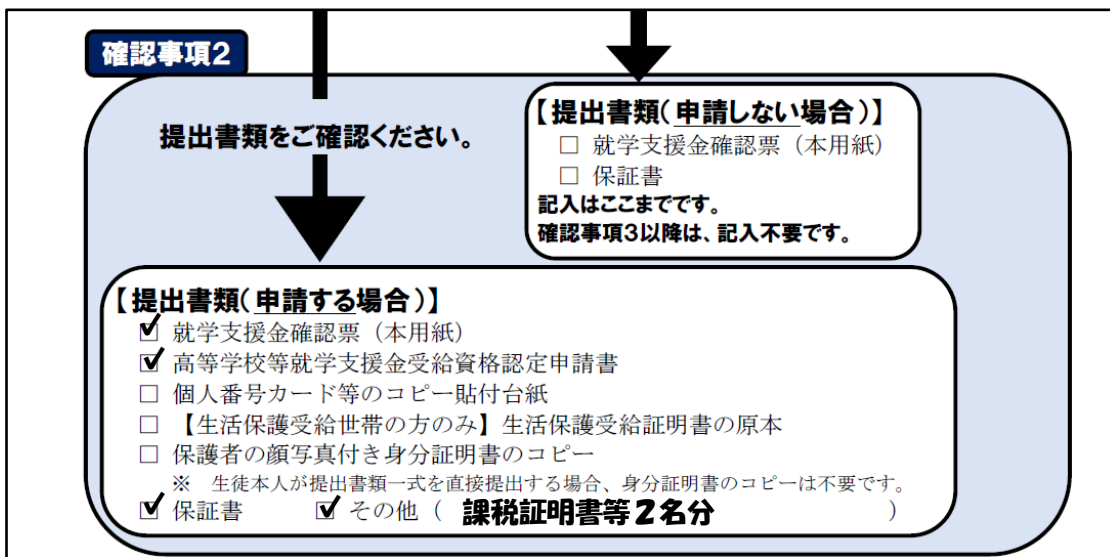 確認事項2
提出書類をご確認ください。
【提出書類(申請しない場合)】
□ 就学支援金確認票（本用紙）
□ 保証書
記入はここまでです。
確認事項3以降は、記入不要です。
【提出書類(申請する場合)】
☑ 就学支援金確認票（本用紙）
☑ 高等学校等就学支援金受給資格認定申請書
□ 個人番号カード等のコピー貼付台紙
□ 【生活保護受給世帯の方のみ】生活保護受給証明書の原本
□ 保護者の顔写真付き身分証明書のコピー
※ 生徒本人が提出書類一式を直接提出する場合、身分証明書のコピーは不要です。
☑ 保証書 ☑ その他（ 課税証明書等２名分 ）